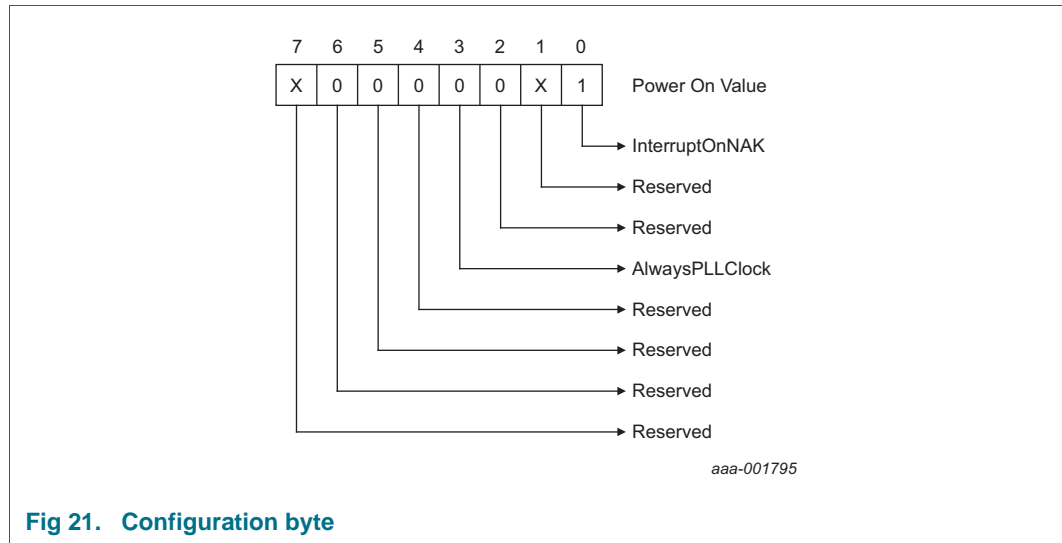 7 6 5 4 3 2 1 0
X 0 0 0 0 0 X 1 Power On Value
InterruptOnNAK
Reserved
Reserved
AlwaysPLLClock
Reserved
Reserved
Reserved
Reserved
aaa-001795
Fig 21. Configuration byte